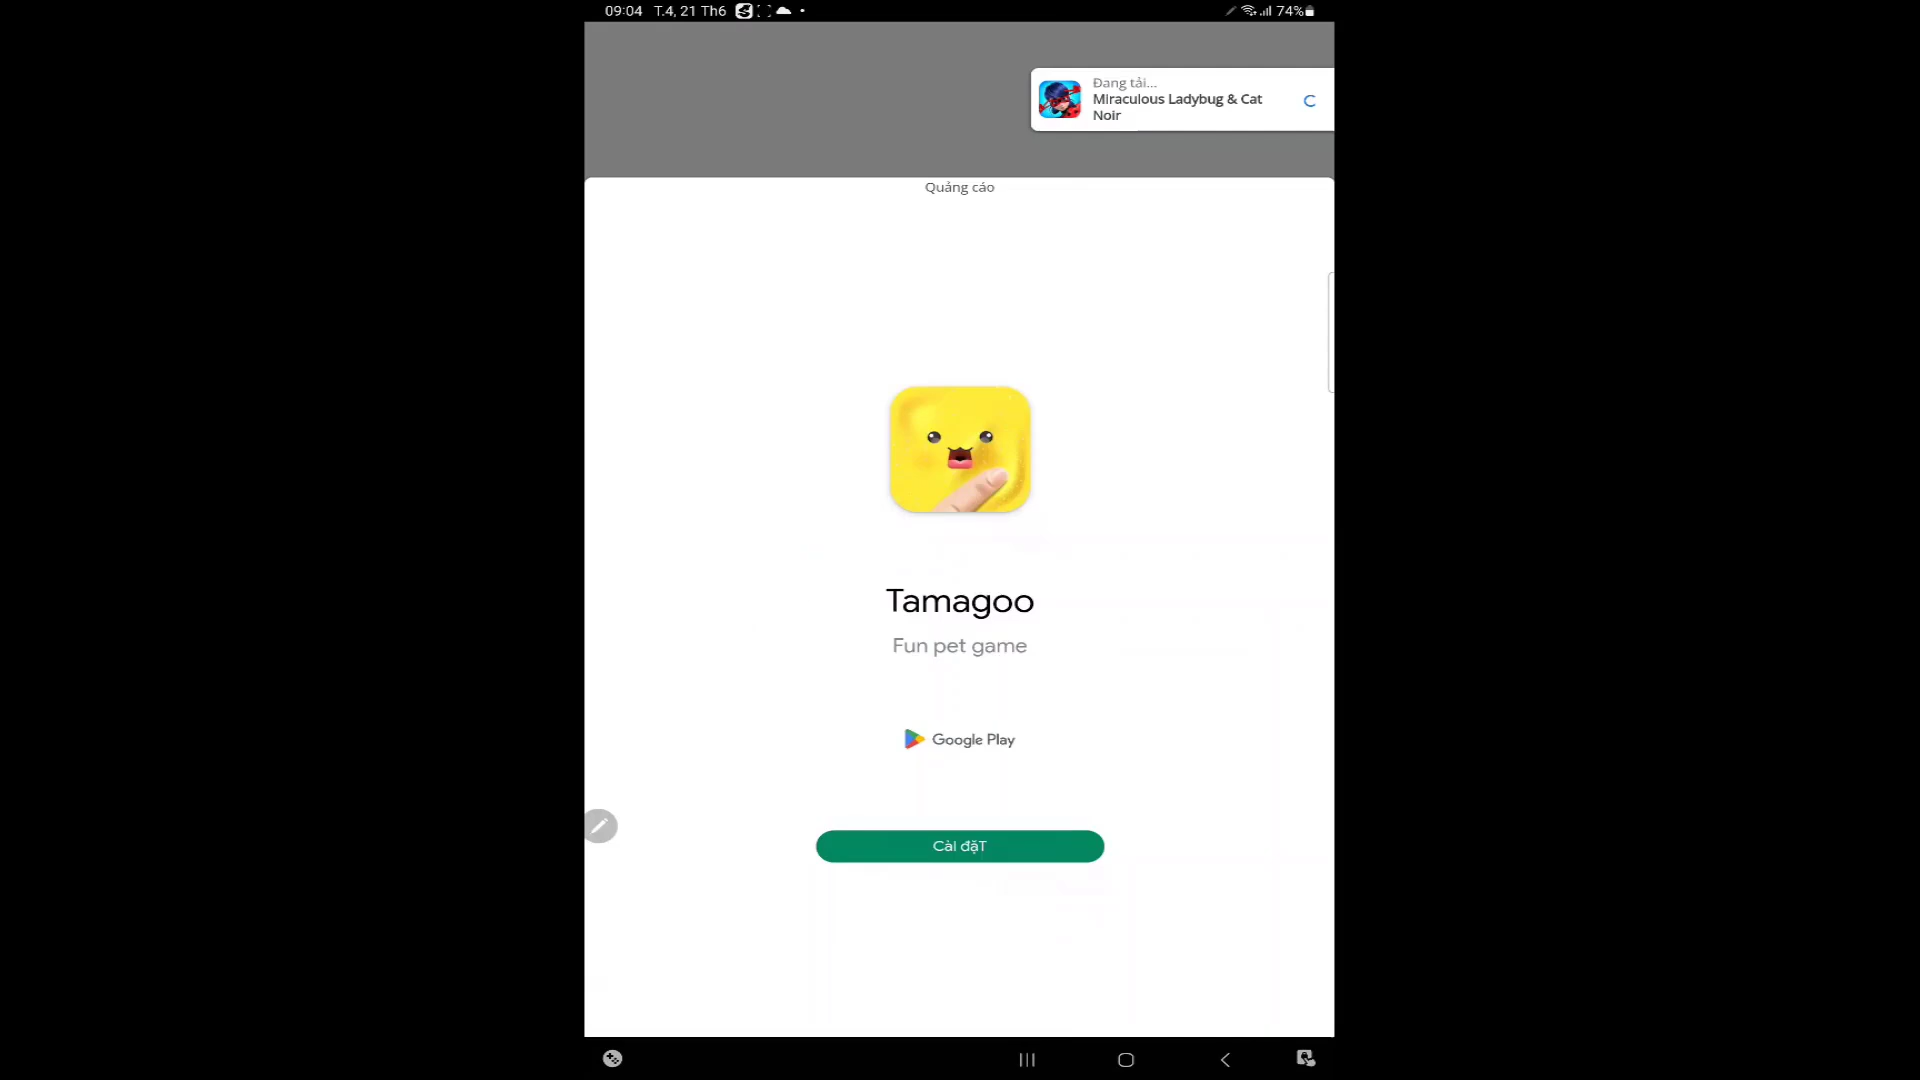 09:04 T.4, 21 Th6
74%
Đang tải...
Miraculous Ladybug & Cat
Noir
Quảng cáo
Tamagoo
Fun pet game
Google Play
Cài đặT